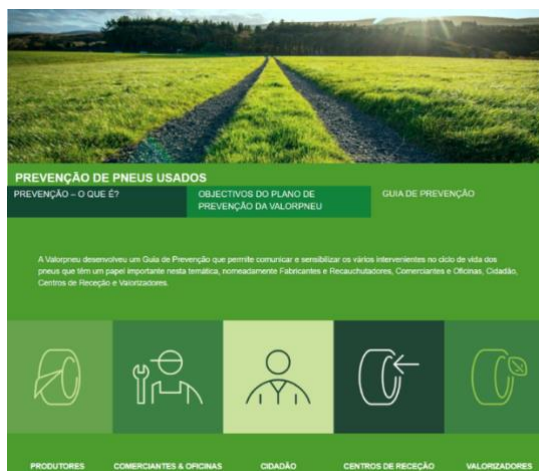 PREVENÇÃO DE PNEUS USADOS
PREVENÇÃO – O QUE É?
OBJECTIVOS DO PLANO DE
PREVENÇÃO DA VALORPNEU
GUIA DE PREVENÇÃO
A Valorpneu desenvolveu um Guia de Prevenção que permite comunicar e sensibilizar os vários intervenientes no ciclo de vida dos
pneus que têm um papel importante nesta temática, nomeadamente Fabricantes e Recauchutadores, Comerciantes e Oficinas, Cidadão,
Centros de Receção e Valorizadores.
PRODUTORES
COMERCIANTES & OFICINAS
CIDADÃO
CENTROS DE RECEÇÃO
VALORIZADORES